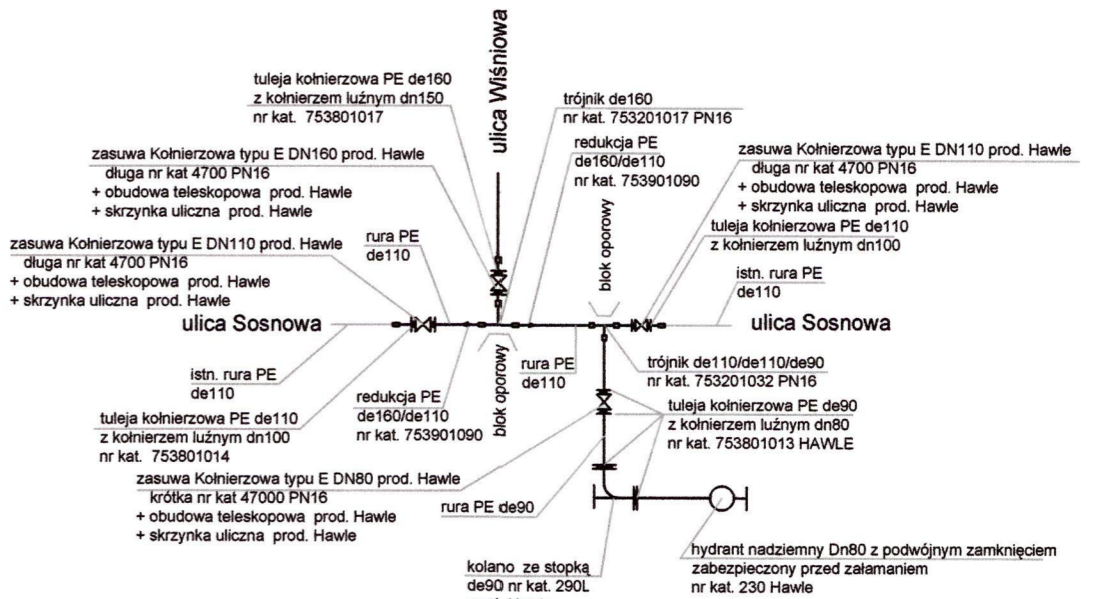 tuleja kołnierzowa PE de160
z kołnierzem luźnym dn150
nr kat. 753801017
ulica Wiśniowa
trójnik de160
nr kat. 753201017 PN16
redukcja PE
de160/de110
nr kat. 753901090
zasuwa Kołnierzowa typu E DN160 prod. Hawle
długa nr kat 4700 PN16
+ obudowa teleskopowa prod. Hawle
+ skrzynka uliczna prod. Hawle
zasuwa Kołnierzowa typu E DN110 prod. Hawle
długa nr kat 4700 PN16
+ obudowa teleskopowa prod. Hawle
+ skrzynka uliczna prod. Hawle
tuleja kołnierzowa PE de110
z kołnierzem luźnym dn100
zasuwa Kołnierzowa typu E DN110 prod. Hawle
długa nr kat 4700 PN16
+ obudowa teleskopowa prod. Hawle
+ skrzynka uliczna prod. Hawle
rura PE
de110
blok oporowy
istn. rura PE
de110
ulica Sosnowa
ulica Sosnowa
istn. rura PE
de110
redukcja PE
de160/de110
nr kat. 753901090
blok oporowy
rura PE
de110
trójnik de110/de110/de90
nr kat. 753201032 PN16
tuleja kołnierzowa PE de110
z kołnierzem luźnym dn100
nr kat. 753801014
tuleja kołnierzowa PE de90
z kołnierzem luźnym dn80
nr kat. 753801013 HAWLE
zasuwa Kołnierzowa typu E DN80 prod. Hawle
krótka nr kat 47000 PN16
+ obudowa teleskopowa prod. Hawle
+ skrzynka uliczna prod. Hawle
rura PE de90
kolano ze stopką
de90 nr kat. 290L
hydrant nadziemny Dn80 z podwójnym zamknięciem
zabezpieczony przed załamaniem
nr kat. 230 Hawle